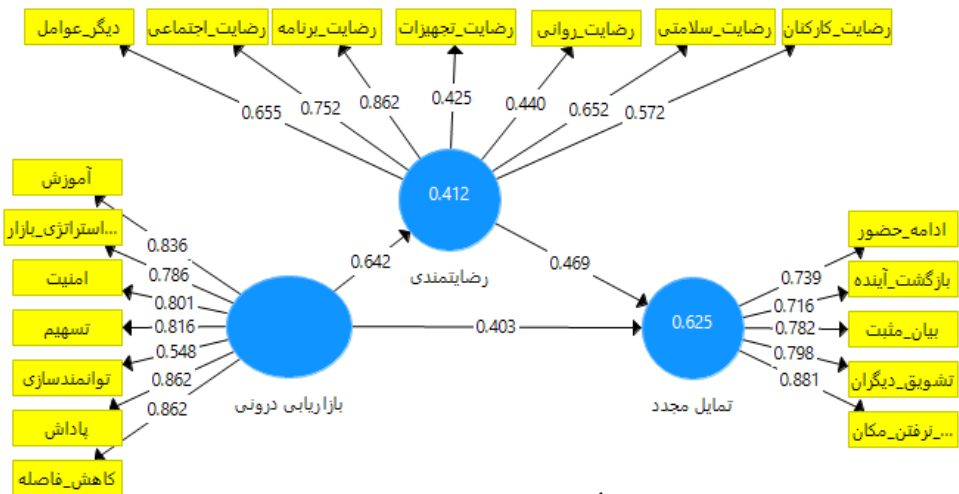 دیگر_عوامل
رضایت_اجتماعی
رضایت_برنامه
رضایت_تجهیزات
رضایت_روانی
رضایت_سلامتی
رضایت_کارکنان
0.655
0.752
0.862
0.425
0.440
0.652
0.572
0.412
رضایتمندی
آموزش
استراتژی_بازار...
امنیت
تسهیم
توانمندسازی
پاداش
کاهش_فاصله
0.836
0.786
0.801
0.816
0.548
0.862
0.862
بازاریابی درونی
0.642
0.469
0.403
0.625
تمایل مجدد
0.739
0.716
0.782
0.798
0.881
ادامه_حضور
بازگشت_آینده
بیان_مثبت
تشویق_دیگران
نرفتن_مکان_...